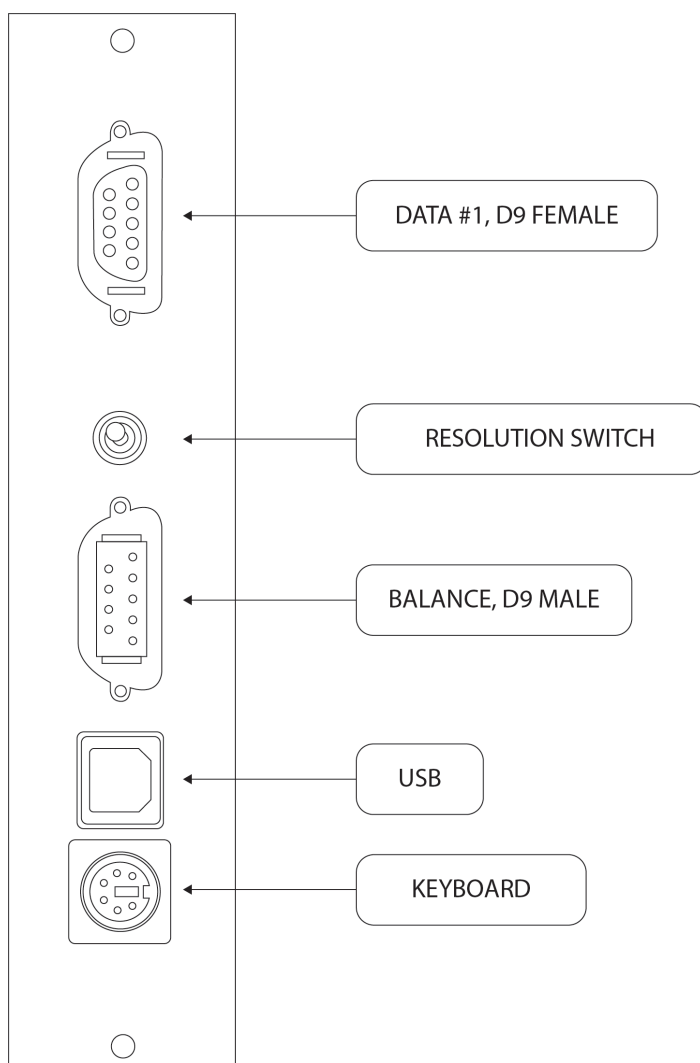 DATA #1, D9 FEMALE
RESOLUTION SWITCH
BALANCE, D9 MALE
USB
KEYBOARD